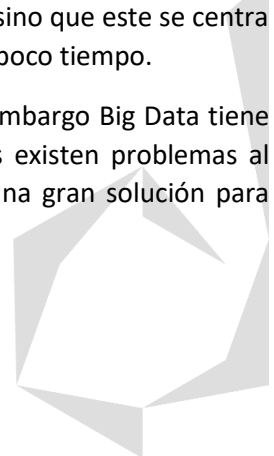 sino que este se centra
poco tiempo.
mbargo Big Data tiene
s existen problemas al
na gran solución para